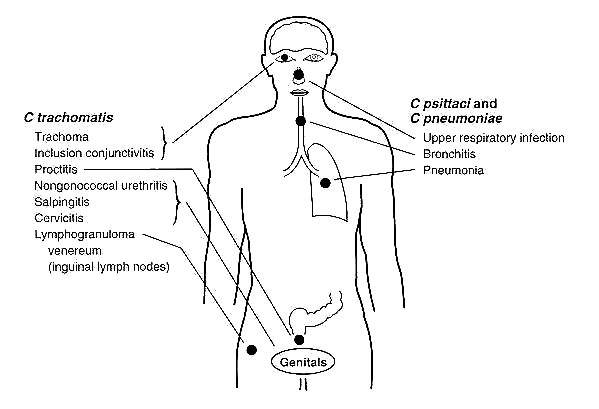 C trachomatis
Trachoma
Inclusion conjunctivitis
Proctitis
Nongonococcal urethritis
Salpingitis
Cervicitis
Lymphogranuloma
venereum
(inguinal lymph nodes)
C psittaci and
C pneumoniae
Upper respiratory infection
Bronchitis
Pneumonia
Genitals